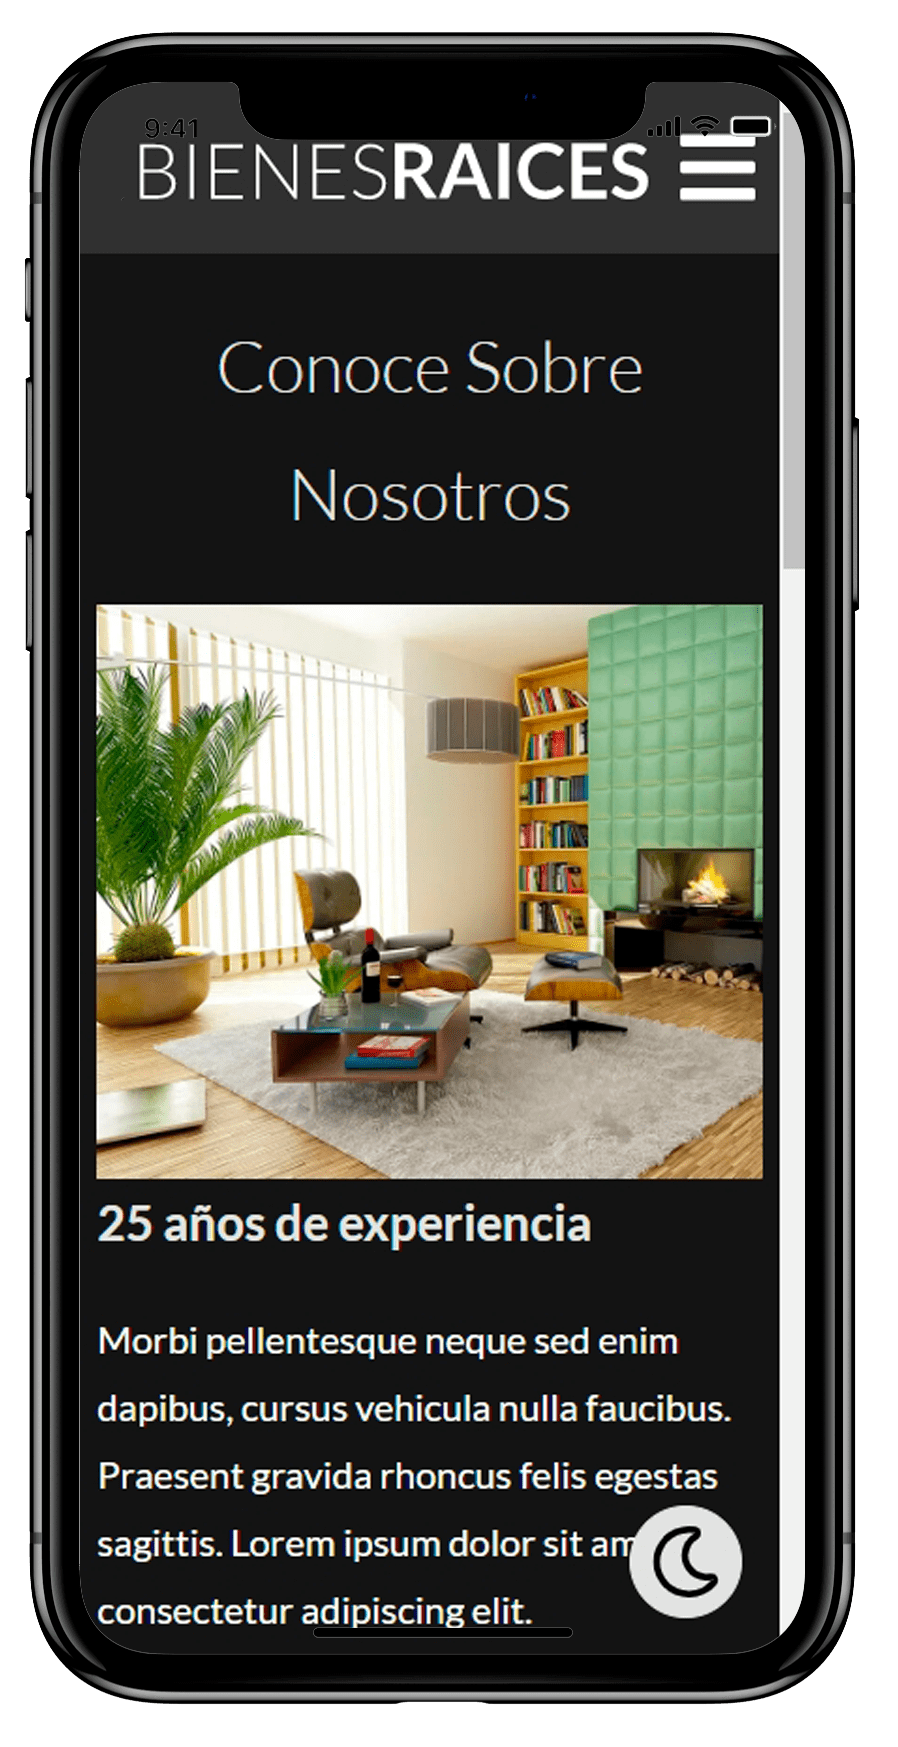 9:41
BIENESRAICES
Conoce Sobre
Nosotros
25 años de experiencia
Morbi pellentesque neque sed enim
dapibus, cursus vehicula nulla faucibus.
Praesent gravida rhoncus felis egestas
sagittis. Lorem ipsum dolor sit am
consectetur adipiscing elit.